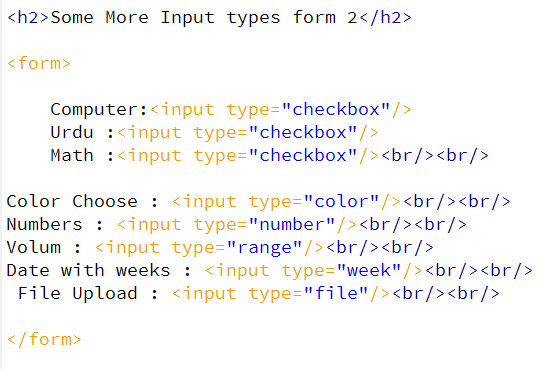 <h2>Some More Input types form 2</h2>
<form>
Computer:<input type="checkbox"/>
Urdu :<input type="checkbox"/>
Math :<input type="checkbox"/><br/><br/>
Color Choose : <input type="color"/><br/><br/>
Numbers : <input type="number"/><br/><br/>
Volum : <input type="range"/><br/><br/>
Date with weeks : <input type="week"/><br/><br/>
File Upload : <input type="file"/><br/><br/>
</form>